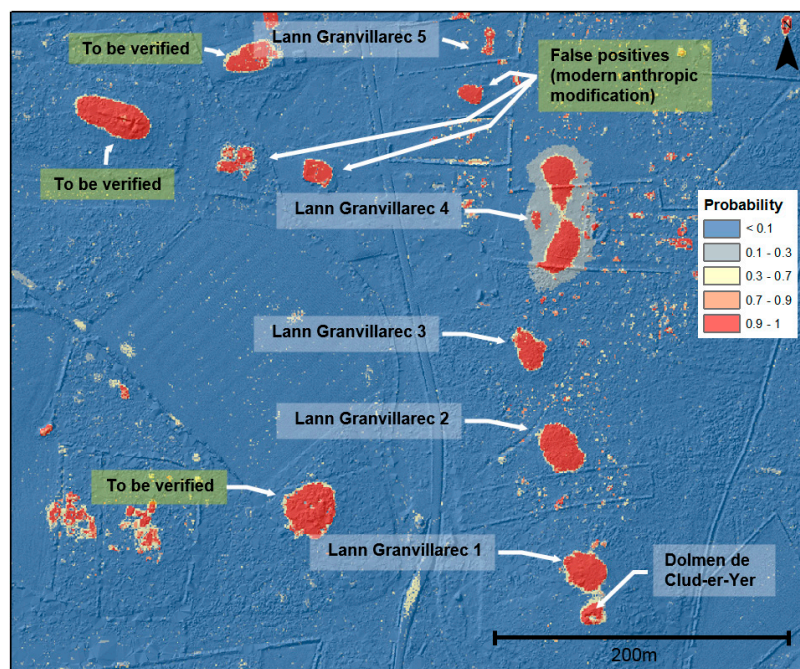 To be verified
Lann Granvillarec 5
False positives
(modern anthropic
modification)
To be verified
Lann Granvillarec 4
N
Probability
< 0.1
0.1 - 0.3
0.3 - 0.7
0.7 - 0.9
0.9 - 1
Lann Granvillarec 3
Lann Granvillarec 2
To be verified
Lann Granvillarec 1
Dolmen de
Clud-er-Yer
200m